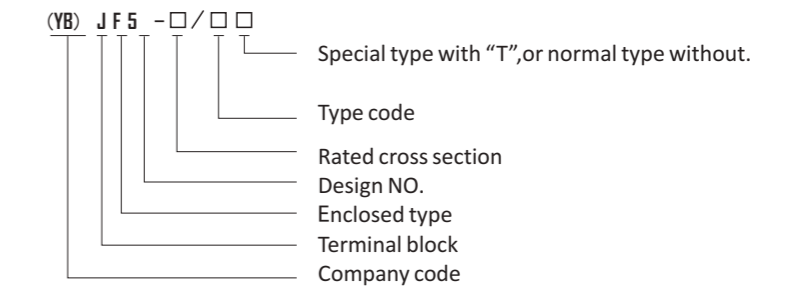 (YB) JF5-□/□□
Special type with “T”,or normal type without.
Type code
Rated cross section
Design NO.
Enclosed type
Terminal block
Company code